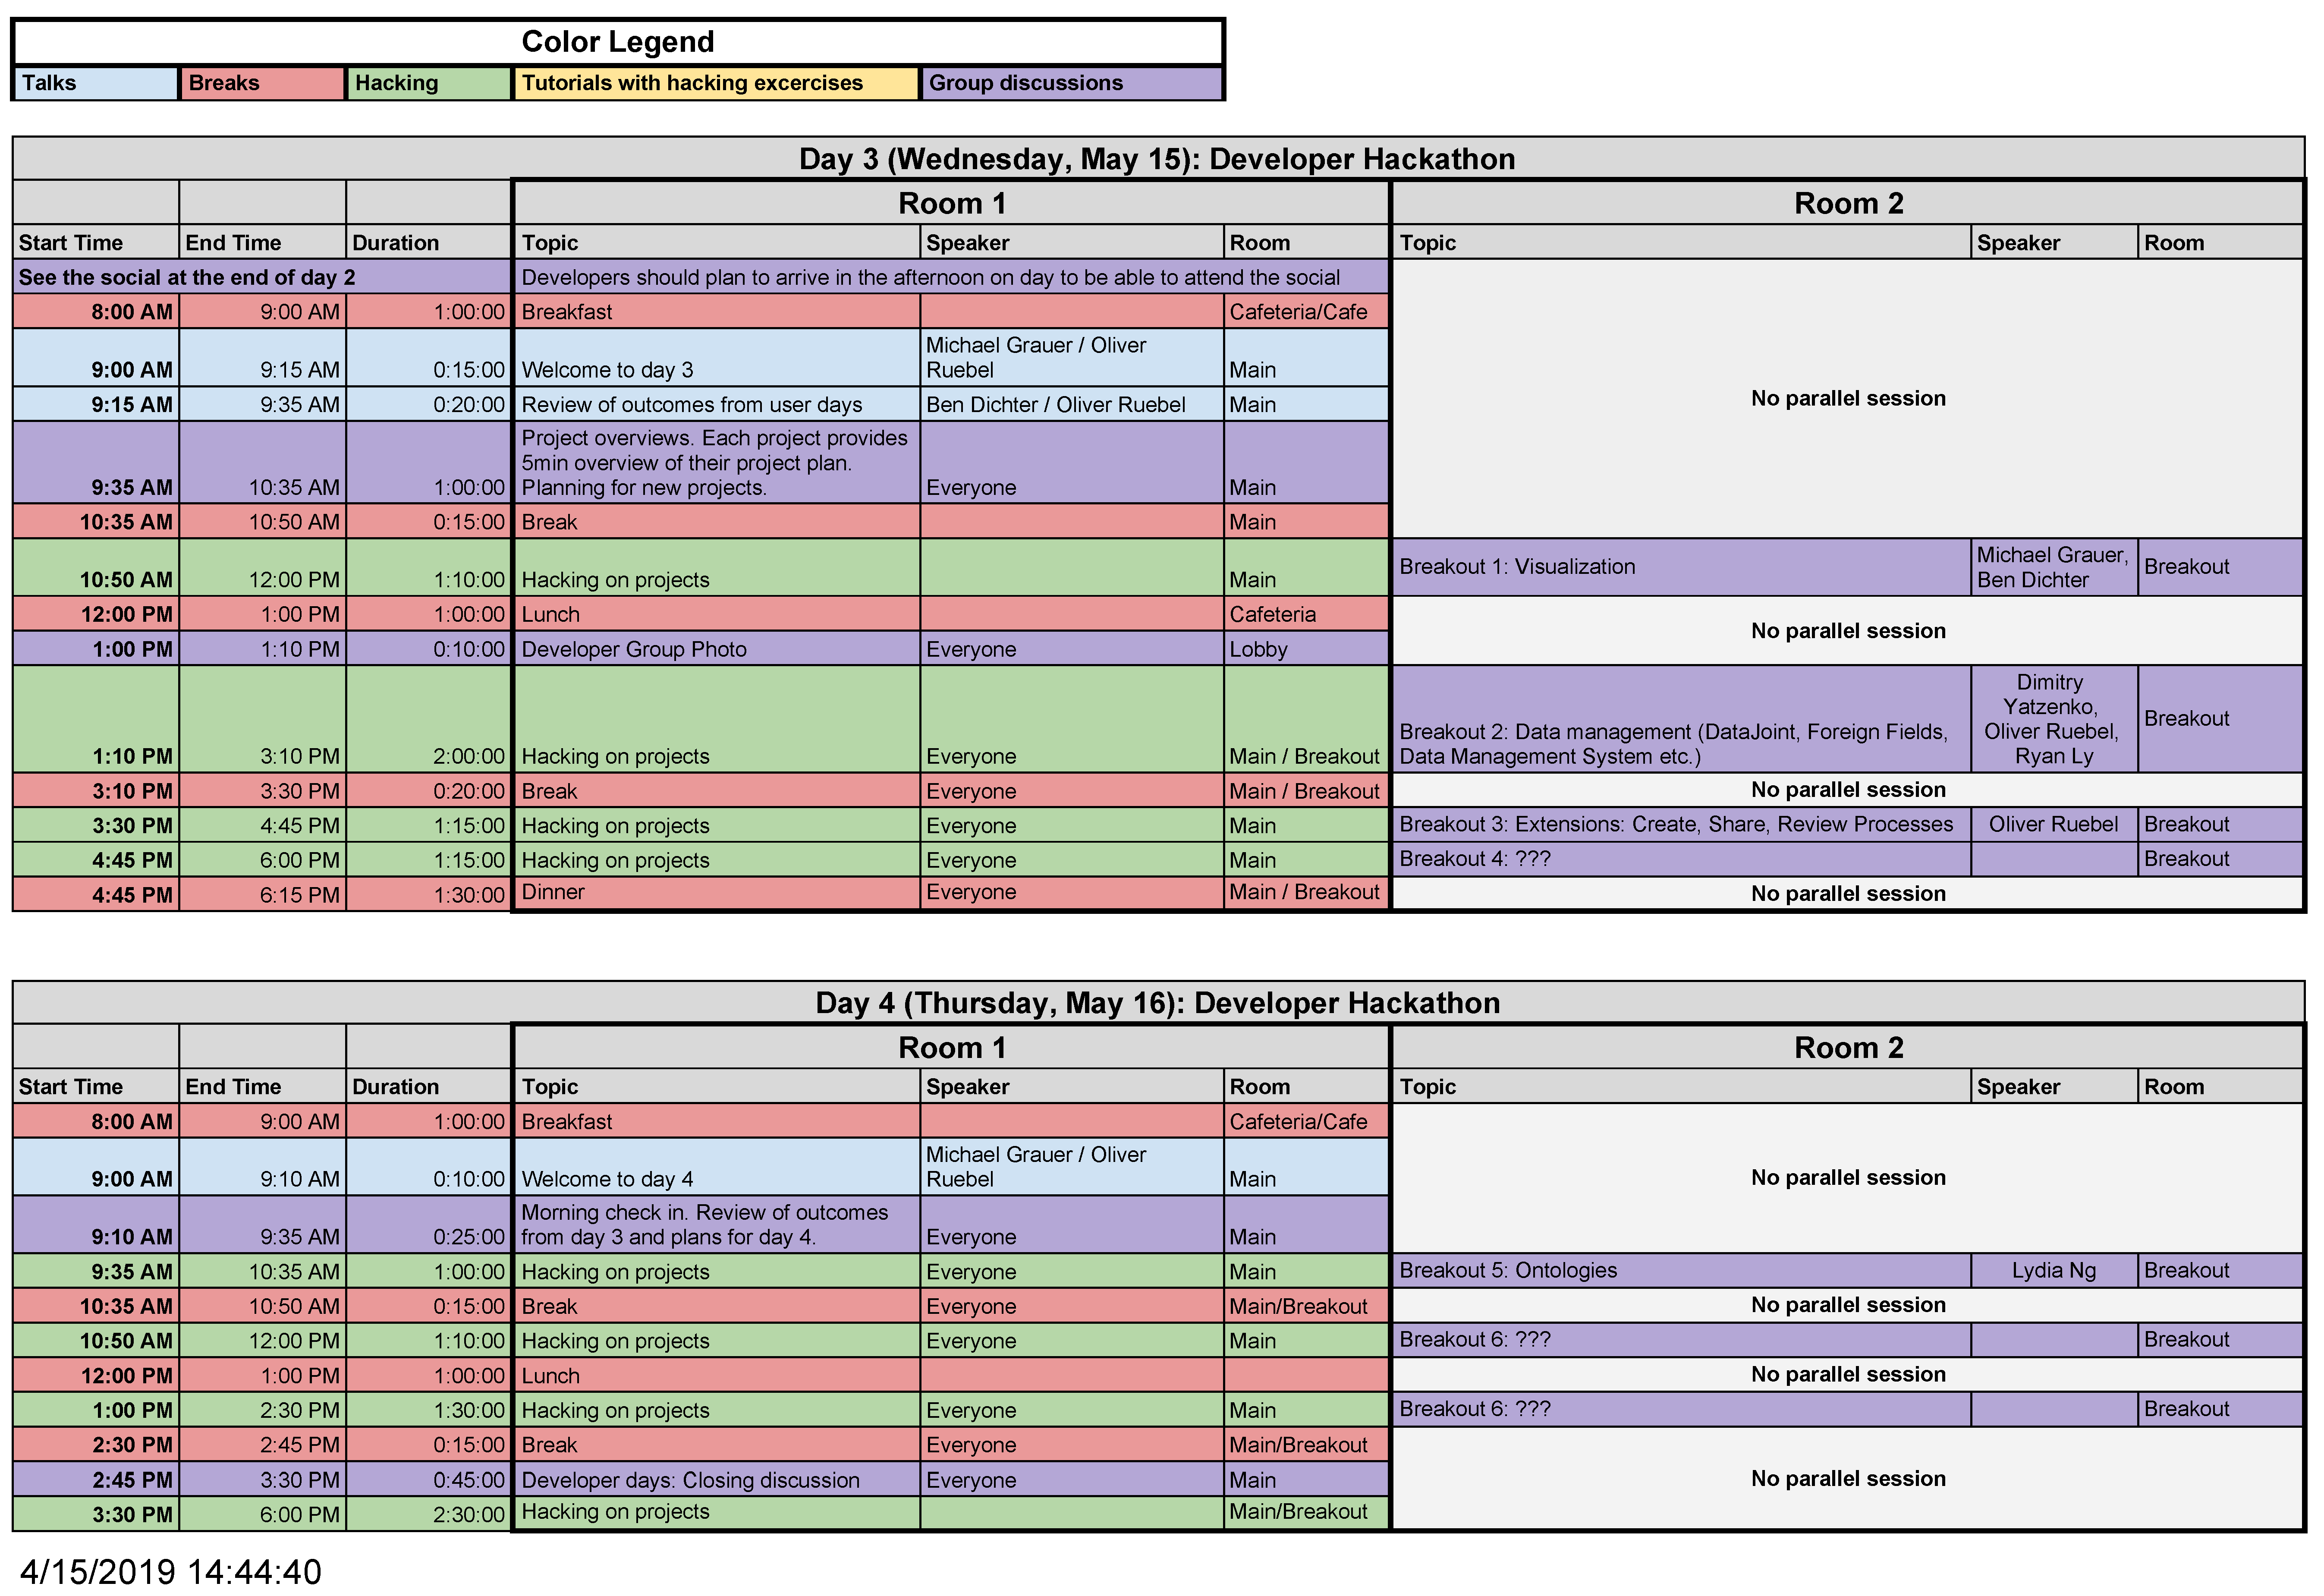 Color Legend
Talks Breaks Hacking Tutorials with hacking excercises Group discussions
Day 3 (Wednesday, May 15): Developer Hackathon
Room 1 Room 2
Start Time End Time Duration Topic Speaker Room Topic Speaker Room
See the social at the end of day 2 Developers should plan to arrive in the afternoon on day to be able to attend the social
8:00 AM 9:00 AM 1:00:00 Breakfast Cafeteria/Cafe
Michael Grauer / Oliver
9:00 AM 9:15 AM 0:15:00 Welcome to day 3 Ruebel Main
No parallel session
9:15 AM 9:35 AM 0:20:00 Review of outcomes from user days Ben Dichter / Oliver Ruebel Main
Project overviews. Each project provides
5min overview of their project plan.
9:35 AM 10:35 AM 1:00:00 Planning for new projects. Everyone Main
10:35 AM 10:50 AM 0:15:00 Break Main
Breakout 1: Visualization Michael Grauer, Breakout
10:50 AM 12:00 PM 1:10:00 Hacking on projects Main Ben Dichter
12:00 PM 1:00 PM 1:00:00 Lunch Cafeteria
No parallel session
1:00 PM 1:10 PM 0:10:00 Developer Group Photo Everyone Lobby
Dimitry
Yatzenko, Breakout
Breakout 2: Data management (DataJoint, Foreign Fields, Oliver Ruebel,
1:10 PM 3:10 PM 2:00:00 Hacking on projects Everyone Main / Breakout Data Management System etc.) Ryan Ly
3:10 PM 3:30 PM 0:20:00 Break Everyone Main / Breakout No parallel session
3:30 PM 4:45 PM 1:15:00 Hacking on projects Everyone Main Breakout 3: Extensions: Create, Share, Review Processes Oliver Ruebel Breakout
4:45 PM 6:00 PM 1:15:00 Hacking on projects Everyone Main Breakout 4: ??? Breakout
4:45 PM 6:15 PM 1:30:00 Dinner Everyone Main / Breakout No parallel session
Day 4 (Thursday, May 16): Developer Hackathon
Room 1 Room 2
Start Time End Time Duration Topic Speaker Room Topic Speaker Room
8:00 AM 9:00 AM 1:00:00 Breakfast Cafeteria/Cafe
Michael Grauer / Oliver
9:00 AM 9:10 AM 0:10:00 Welcome to day 4 Ruebel Main No parallel session
Morning check in. Review of outcomes
9:10 AM 9:35 AM 0:25:00 from day 3 and plans for day 4. Everyone Main
9:35 AM 10:35 AM 1:00:00 Hacking on projects Everyone Main Breakout 5: Ontologies Lydia Ng Breakout
10:35 AM 10:50 AM 0:15:00 Break Everyone Main/Breakout No parallel session
10:50 AM 12:00 PM 1:10:00 Hacking on projects Everyone Main Breakout 6: ??? Breakout
12:00 PM 1:00 PM 1:00:00 Lunch No parallel session
1:00 PM 2:30 PM 1:30:00 Hacking on projects Everyone Main Breakout 6: ??? Breakout
2:30 PM 2:45 PM 0:15:00 Break Everyone Main/Breakout
2:45 PM 3:30 PM 0:45:00 Developer days: Closing discussion Everyone Main No parallel session
3:30 PM 6:00 PM 2:30:00 Hacking on projects Main/Breakout
4/15/2019 14:44:40